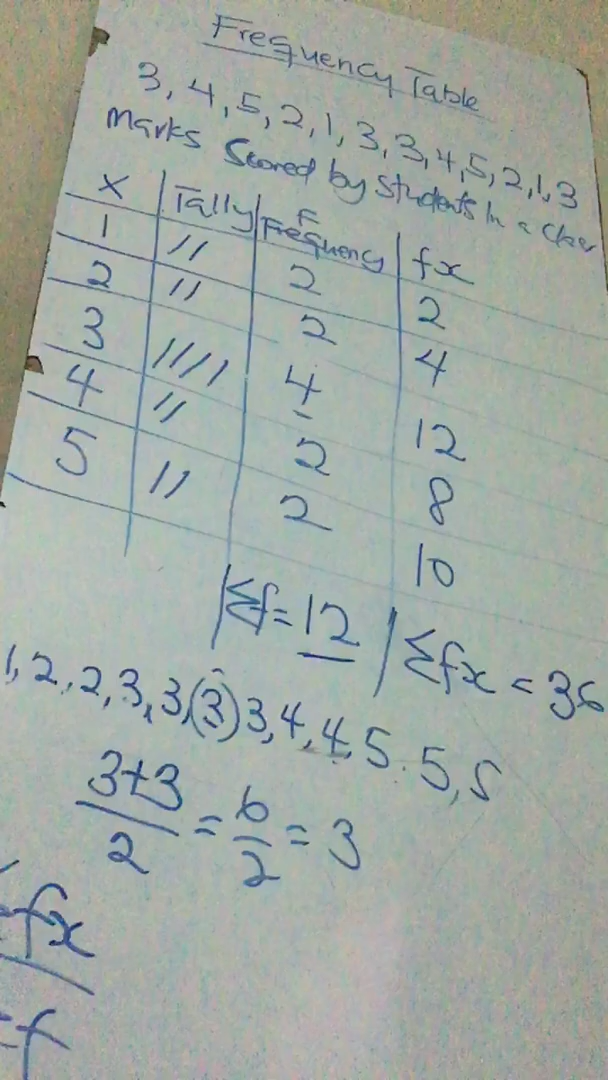 Frequency Table
3, 4, 5, 2, 1, 3, 3, 4, 5, 2, 1, 3
Marks Scored by students in a
X | Tally | F Frequency | fx
1 | // | 2 | 2
2 | // | 2 | 4
3 | //// | 4 | 12
4 | // | 2 | 8
5 | // | 2 | 10
Σf = 12 | Σfx = 36
1, 2, 2, 3, 3, (3) 3, 4, 4, 5. 5,
3+3/2 = 6/2 = 3
fx
f